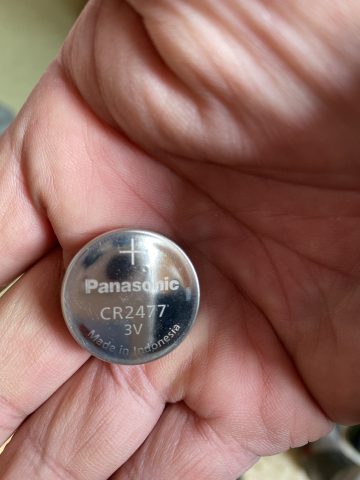 +
Panasonic
CR2477
3V
Made in Indonesia